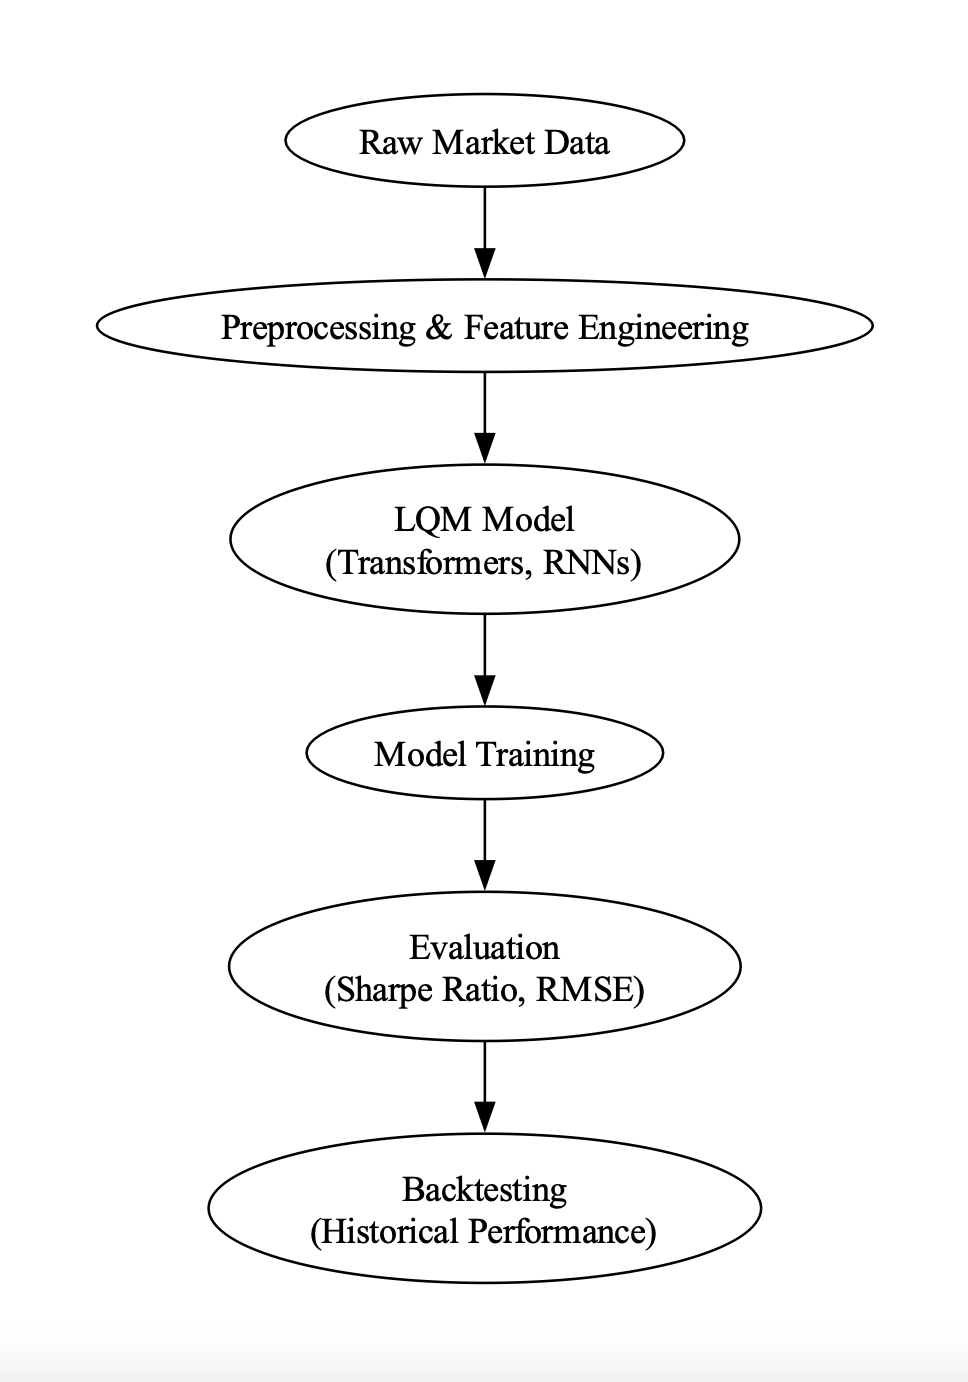 Raw Market Data
Preprocessing & Feature Engineering
LQM Model
(Transformers, RNNs)
Model Training
Evaluation
(Sharpe Ratio, RMSE)
Backtesting
(Historical Performance)